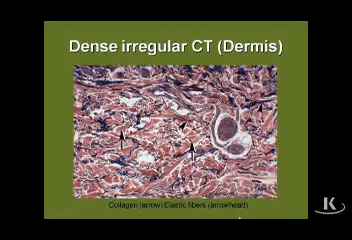 Dense irregular CT (Dermis)
Collagen (arrow) Elastic fibers (arrowhead)
K